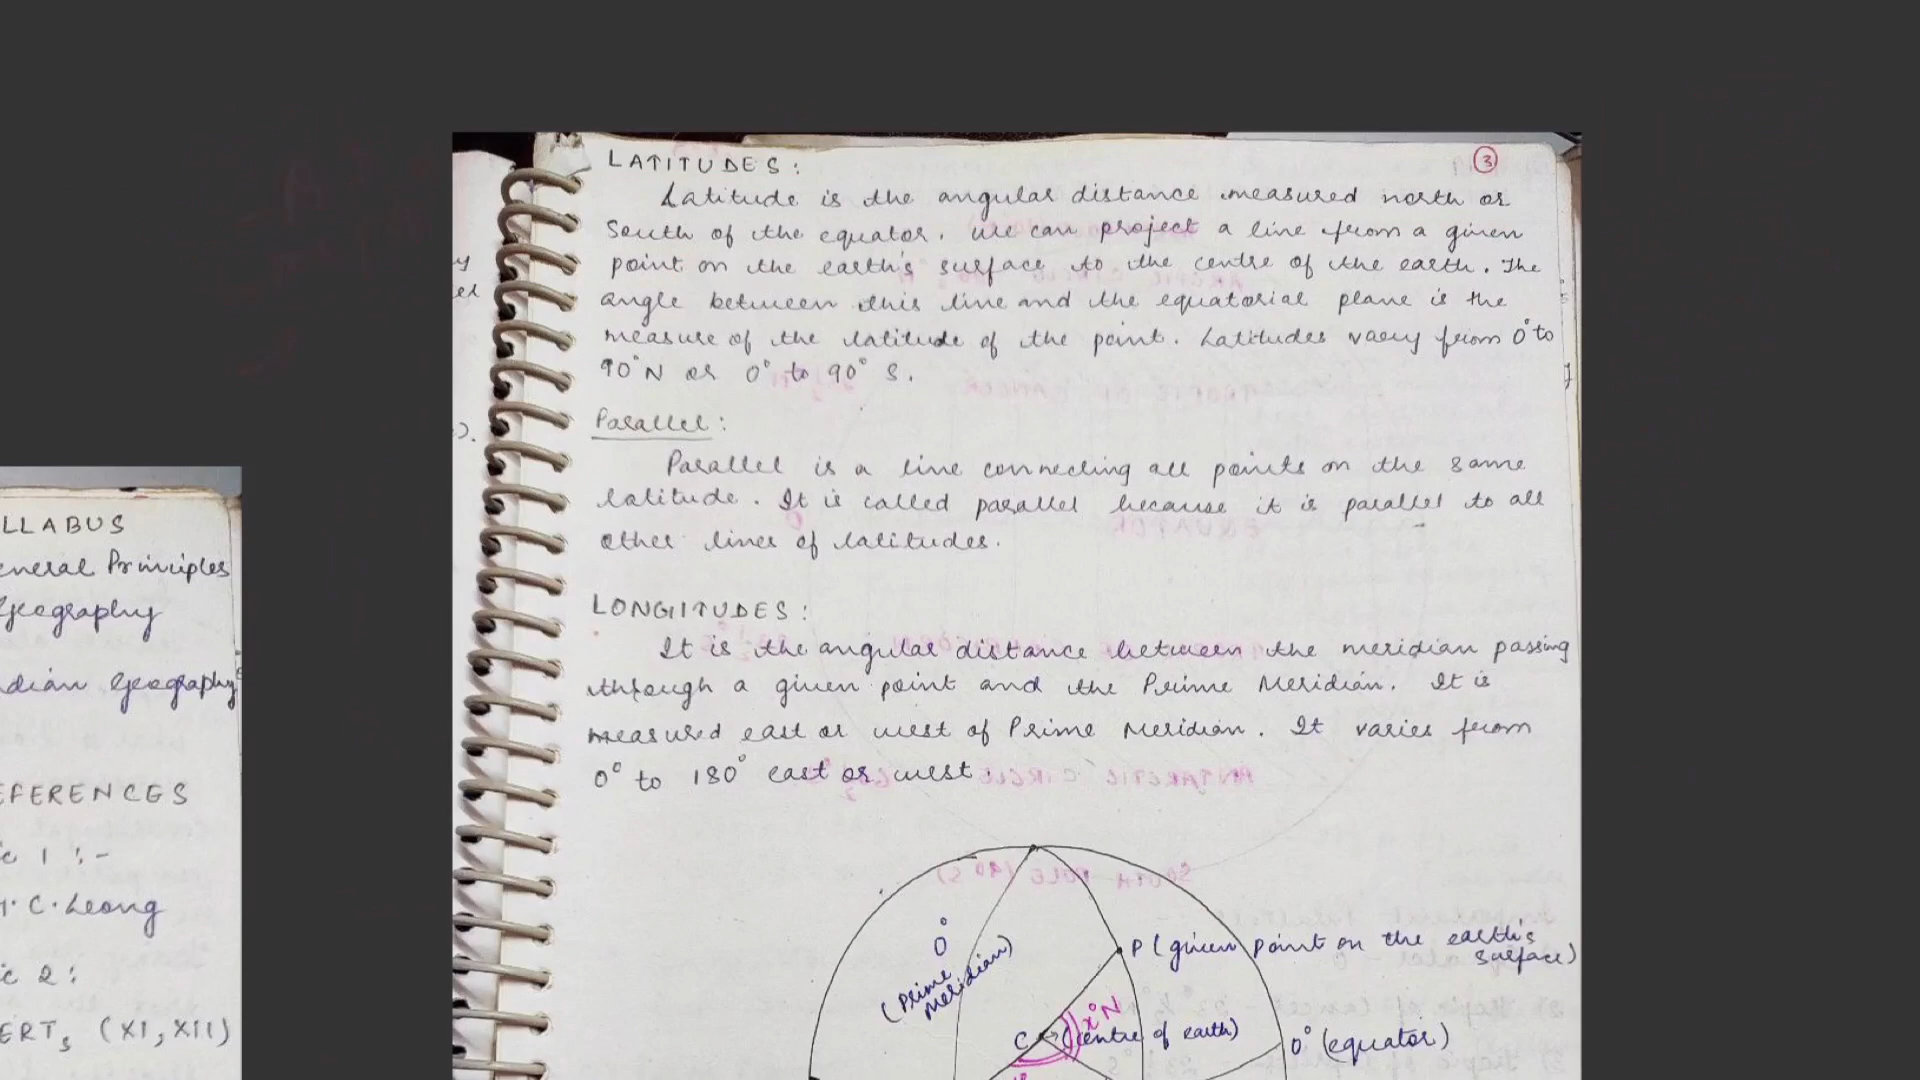 LATITUDES:
3
Latitude is the angular distance measured north or
South of the equator. we can project a line from a given
point on the earth's surface to the centre of the earth. The
angle between this line and the equatorial plane is the
measure of the latitude of the point. Latitudes vary from 0° to
90°N or 0° to 90° S.
Parallel:
Parallel is a line connecting all points on the same
latitude. It is called parallel because it is parallel to all
other lines of latitudes.
LONGITUDES:
It is the angular distance between the meridian passing
through a given point and the Prime Meridian. It is
measured east or west of Prime Meridian. It varies from
0° to 180° east or west.
0°
(Prime
Meridian)
P (given point on the earth's
surface)
x°N
C → (centre of earth)
0° (equator)
LLABUS
eneral Principles
Geography
dian Geography
EFERENCES
c 1 :-
C. Leong
c 2 :
ERTs (XI, XII)